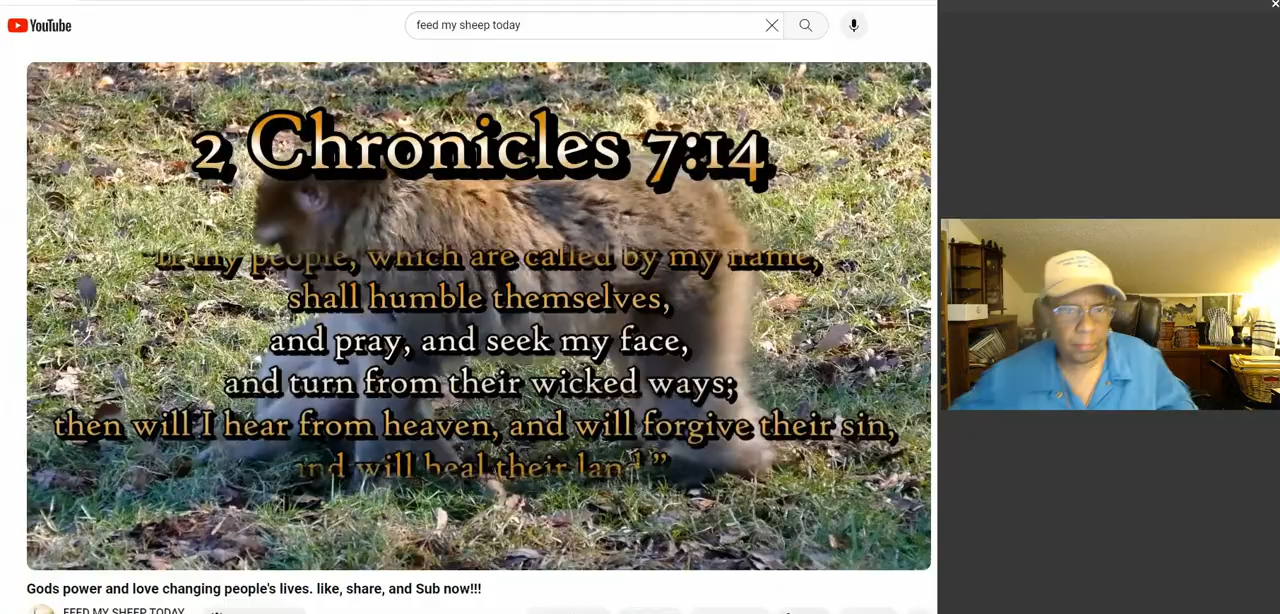 YouTube
feed my sheep today
2 Chronicles 7:14
"If my people, which are called by my name,
shall humble themselves,
and pray, and seek my face,
and turn from their wicked ways;
then will I hear from heaven, and will forgive their sin,
and will heal their land."
Gods power and love changing people's lives. like, share, and Sub now!!!
FEED MY SHEEP TODAY